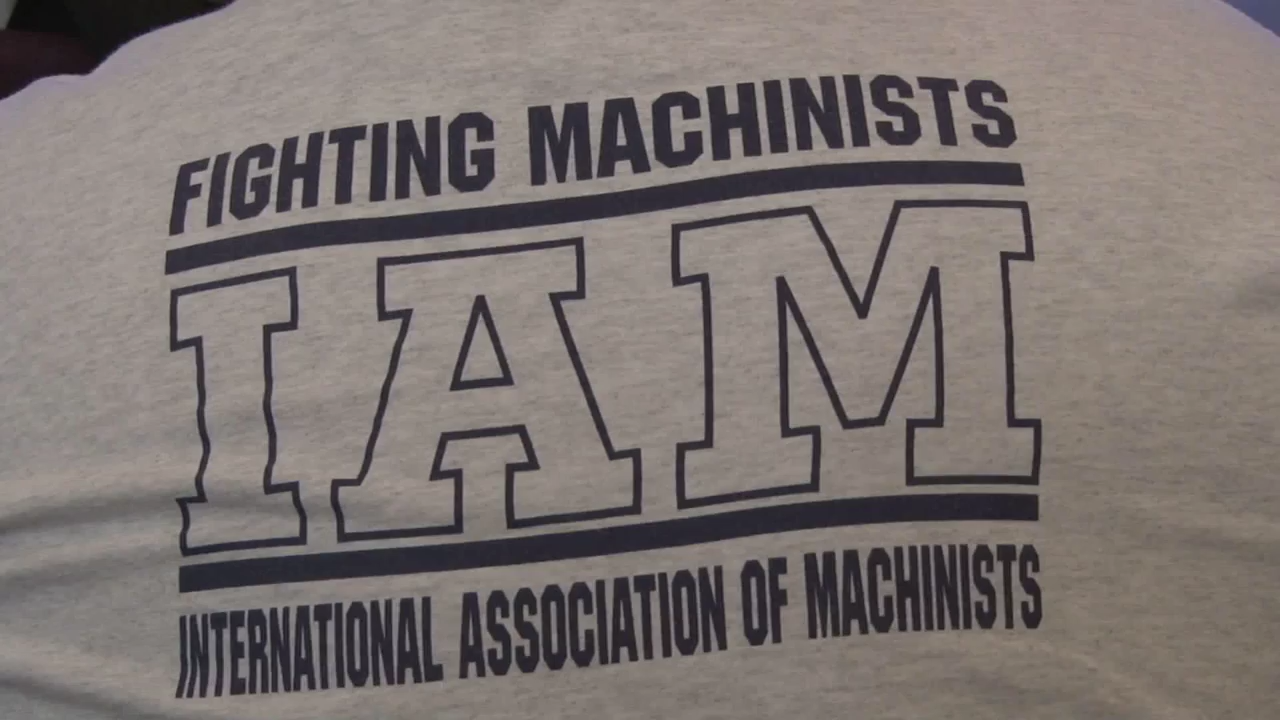 FIGHTING MACHINISTS
IAM
INTERNATIONAL ASSOCIATION OF MACHINISTS